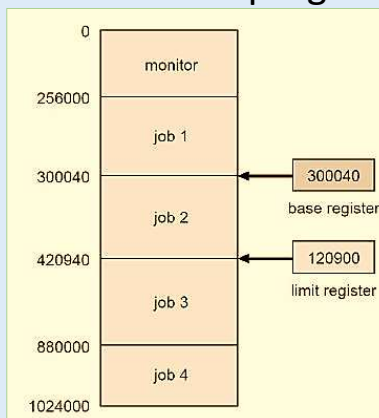 0
monitor
256000
job 1
300040
300040
base register
job 2
420940
120900
limit register
job 3
880000
job 4
1024000